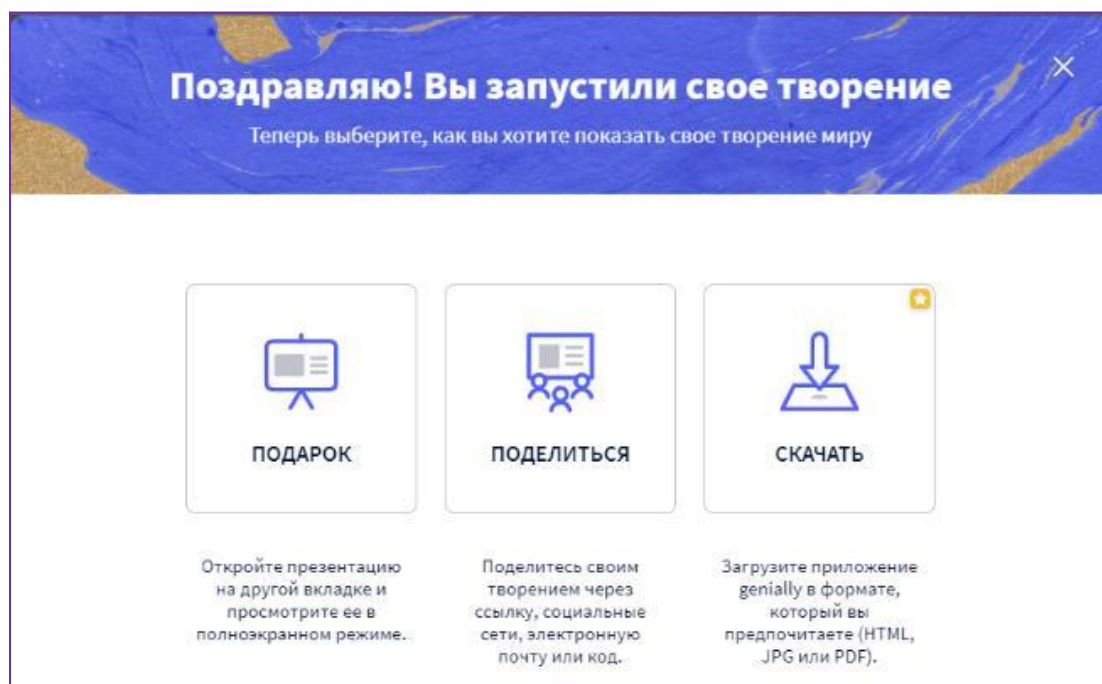 Поздравляю! Вы запустили свое творение
Теперь выберите, как вы хотите показать свое творение миру
ПОДАРОК
Откройте презентацию
на другой вкладке и
просмотрите ее в
полноэкранном режиме.
ПОДЕЛИТЬСЯ
Поделитесь своим
творением через
ссылку, социальные
сети, электронную
почту или код.
СКАЧАТЬ
Загрузите приложение
genially в формате,
который вы
предпочитаете (HTML,
JPG или PDF).